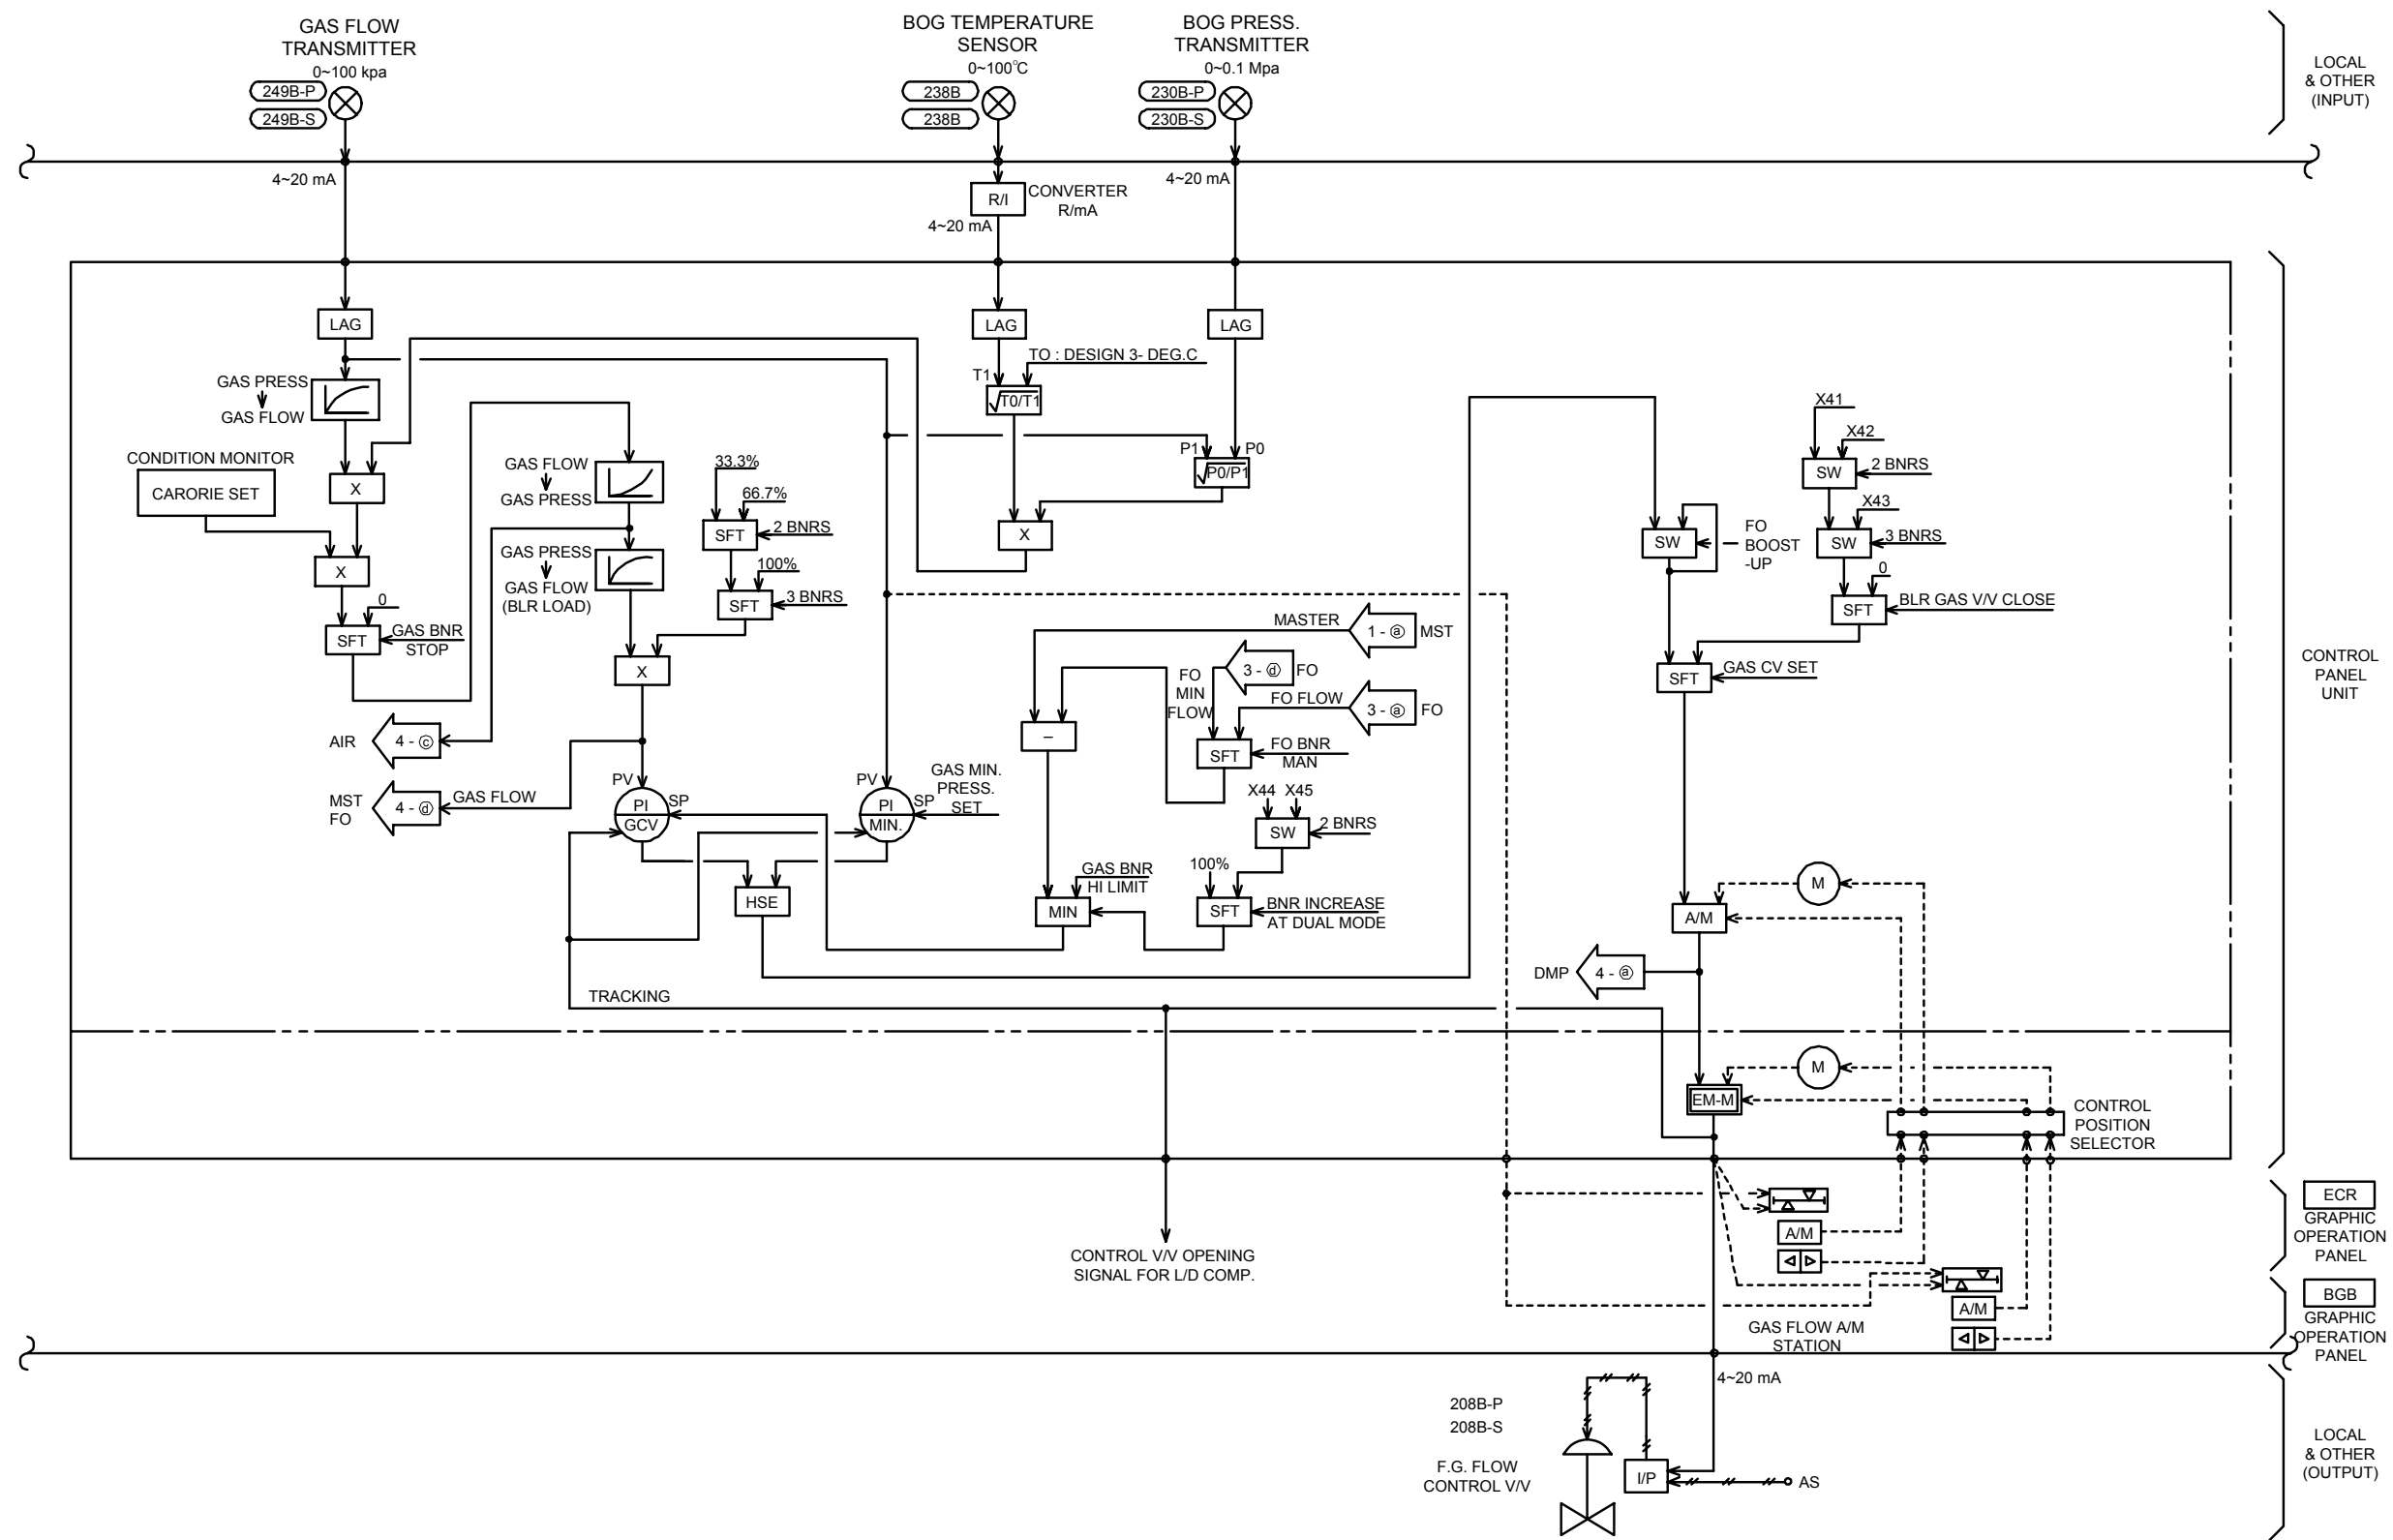 GAS FLOW
TRANSMITTER
0~100 kpa
249B-P
249B-S
BOG TEMPERATURE
SENSOR
0~100°C
238B
238B
BOG PRESS.
TRANSMITTER
0~0.1 Mpa
230B-P
230B-S
LOCAL
& OTHER
(INPUT)
4~20 mA
R/I
CONVERTER
R/mA
4~20 mA
4~20 mA
LAG
LAG
LAG
TO : DESIGN 3- DEG.C
T1
√T0/T1
GAS PRESS
GAS FLOW
P1
P0
√P0/P1
X
CONDITION MONITOR
CARORIE SET
X
X
0
SFT
GAS BNR
STOP
GAS FLOW
GAS PRESS
GAS PRESS
GAS FLOW
(BLR LOAD)
33.3%
66.7%
SFT
2 BNRS
100%
SFT
3 BNRS
X
AIR
4 - ⓒ
MST
FO
4 - ⓓ
GAS FLOW
PV
PI
GCV
SP
PV
PI
MIN.
SP
GAS MIN.
PRESS.
SET
HSE
TRACKING
MASTER
1 - ⓐ
MST
FO
MIN
FLOW
3 - ⓓ
FO
FO FLOW
3 - ⓐ
FO
–
SFT
FO BNR
MAN
X44
X45
SW
2 BNRS
100%
SFT
BNR INCREASE
AT DUAL MODE
GAS BNR
HI LIMIT
MIN
X41
X42
SW
2 BNRS
X43
SW
3 BNRS
0
SFT
BLR GAS V/V CLOSE
SW
FO
BOOST
-UP
SFT
GAS CV SET
CONTROL
PANEL
UNIT
M
A/M
DMP
4 - ⓐ
M
EM-M
CONTROL
POSITION
SELECTOR
CONTROL V/V OPENING
SIGNAL FOR L/D COMP.
A/M
ECR
GRAPHIC
OPERATION
PANEL
A/M
BGB
GRAPHIC
OPERATION
PANEL
GAS FLOW A/M
STATION
4~20 mA
208B-P
208B-S
F.G. FLOW
CONTROL V/V
I/P
AS
LOCAL
& OTHER
(OUTPUT)